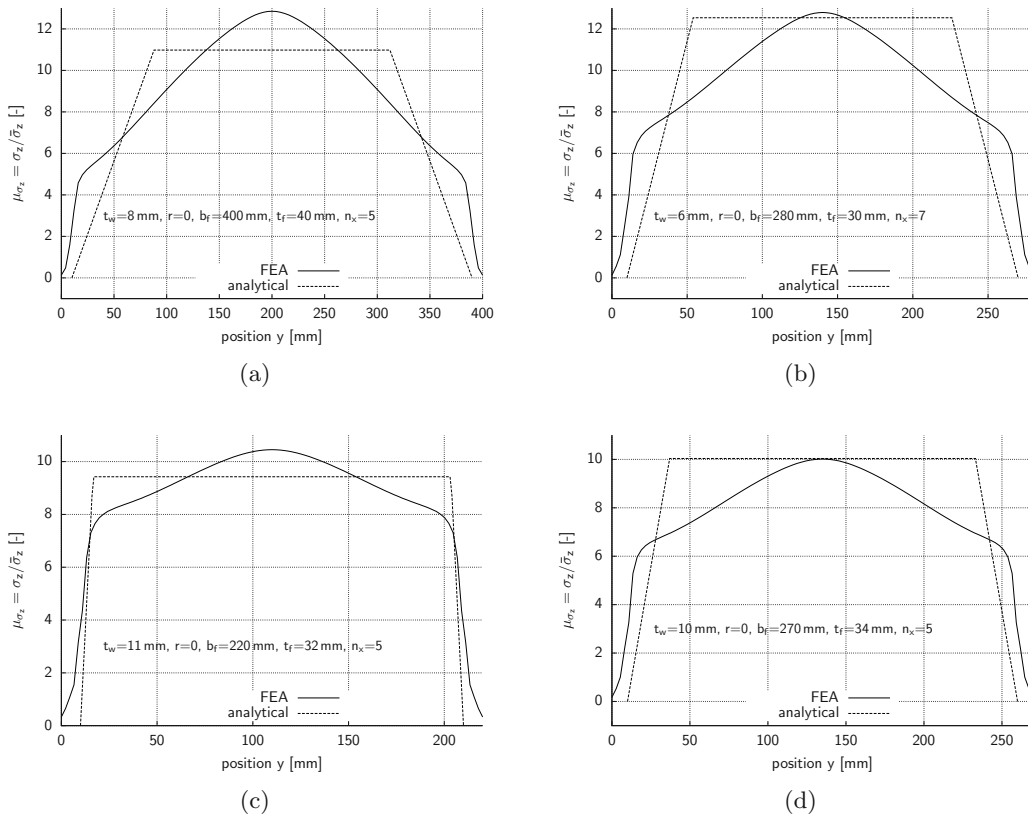 12
10
8
6
4
2
0
μσz = σz/σ̄z [-]
tw=8 mm, r=0, bf=400 mm, tf=40 mm, nx=5
FEA
analytical
0 50 100 150 200 250 300 350 400
position y [mm]
(a)
12
10
8
6
4
2
0
μσz = σz/σ̄z [-]
tw=6 mm, r=0, bf=280 mm, tf=30 mm, nx=7
FEA
analytical
0 50 100 150 200 250
position y [mm]
(b)
10
8
6
4
2
0
μσz = σz/σ̄z [-]
tw=11 mm, r=0, bf=220 mm, tf=32 mm, nx=5
FEA
analytical
0 50 100 150 200
position y [mm]
(c)
10
8
6
4
2
0
μσz = σz/σ̄z [-]
tw=10 mm, r=0, bf=270 mm, tf=34 mm, nx=5
FEA
analytical
0 50 100 150 200 250
position y [mm]
(d)